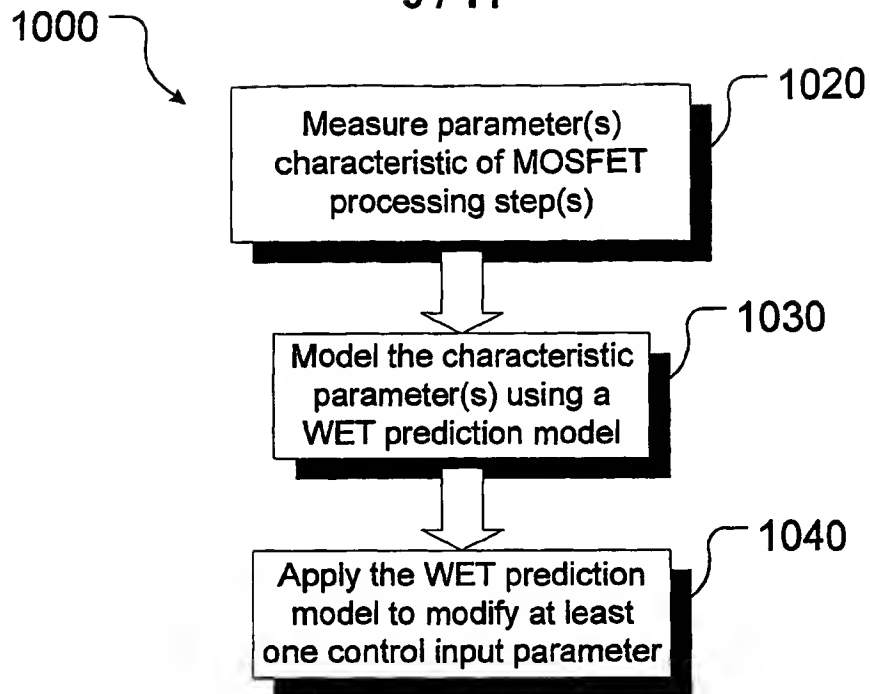 1000
1020
Measure parameter(s)
characteristic of MOSFET
processing step(s)
1030
Model the characteristic
parameter(s) using a
WET prediction model
1040
Apply the WET prediction
model to modify at least
one control input parameter